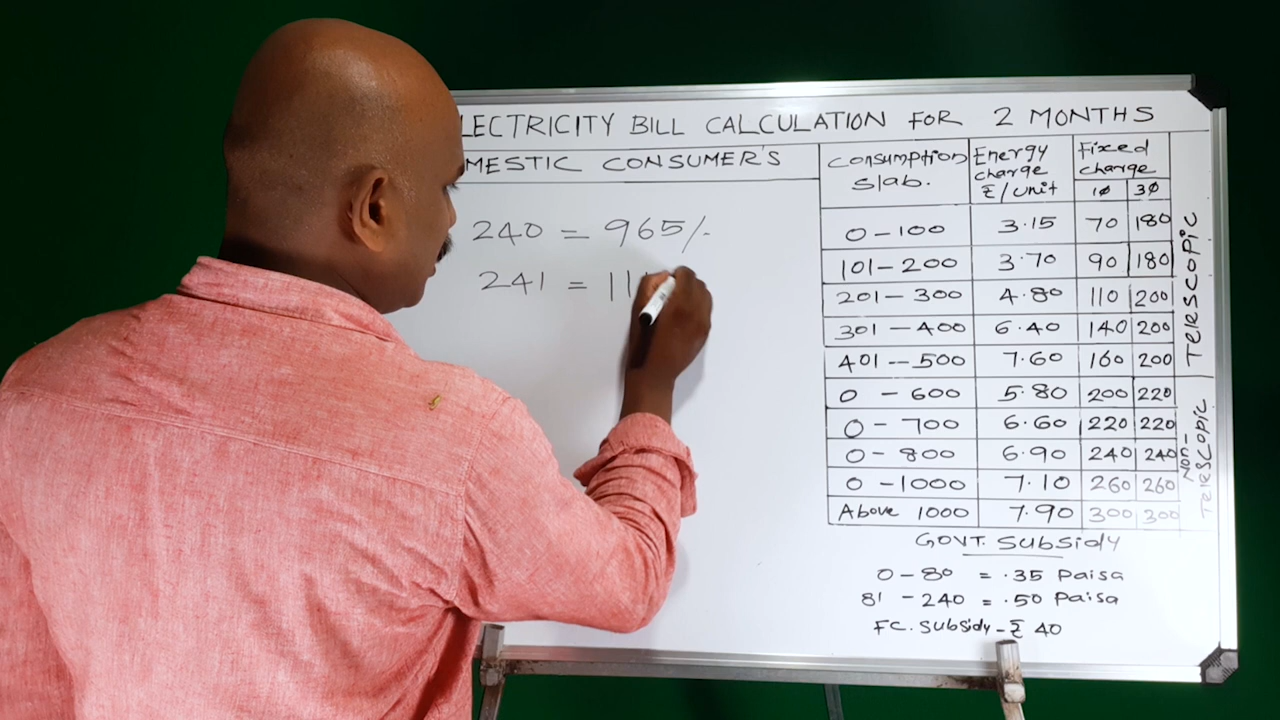 LECTRICITY BILL CALCULATION FOR 2 MONTHS
MESTIC CONSUMER'S
240 = 965/-
241 = 11
Consumption Slab. Energy charge ₹/Unit Fixed charge
1ø 3ø
0-100 3.15 70 180
101-200 3.70 90 180
201-300 4.80 110 200
301-400 6.40 140 200
401-500 7.60 160 200
0-600 5.80 200 220
0-700 6.60 220 220
0-800 6.90 240 240
0-1000 7.10 260 260
Above 1000 7.90 300 300
TELESCOPIC
NON-TELESCOPIC
GOVT. SUBSIDY
0-80 = .35 Paisa
81-240 = .50 Paisa
FC. Subsidy - ₹ 40